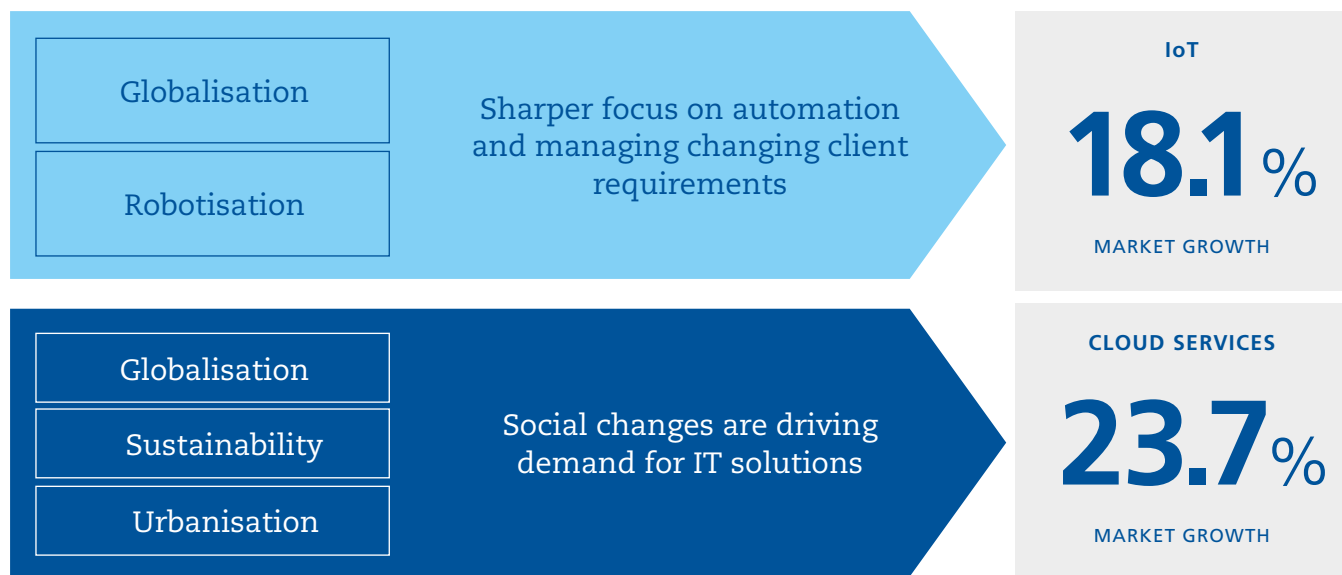 Globalisation
Robotisation
Sharper focus on automation
and managing changing client
requirements
IoT
18.1%
MARKET GROWTH
Globalisation
Sustainability
Urbanisation
Social changes are driving
demand for IT solutions
CLOUD SERVICES
23.7%
MARKET GROWTH